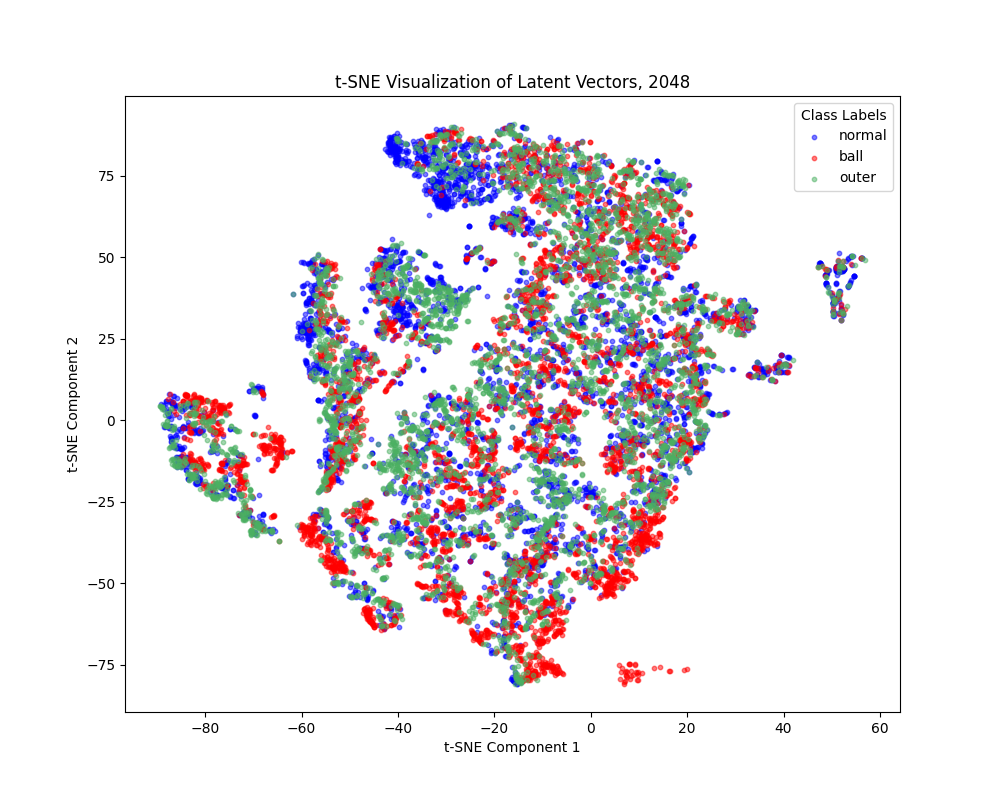 t-SNE Visualization of Latent Vectors, 2048
Class Labels
normal
ball
outer
75
50
25
0
−25
−50
−75
t-SNE Component 2
−80
−60
−40
−20
0
20
40
60
t-SNE Component 1